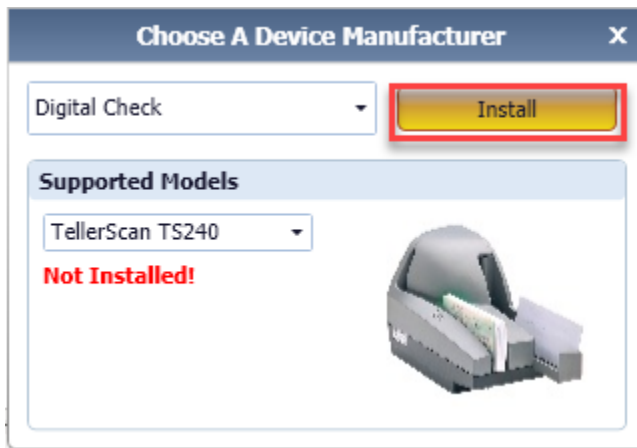 Choose A Device Manufacturer X
Digital Check
Install
Supported Models
TellerScan TS240
Not Installed!